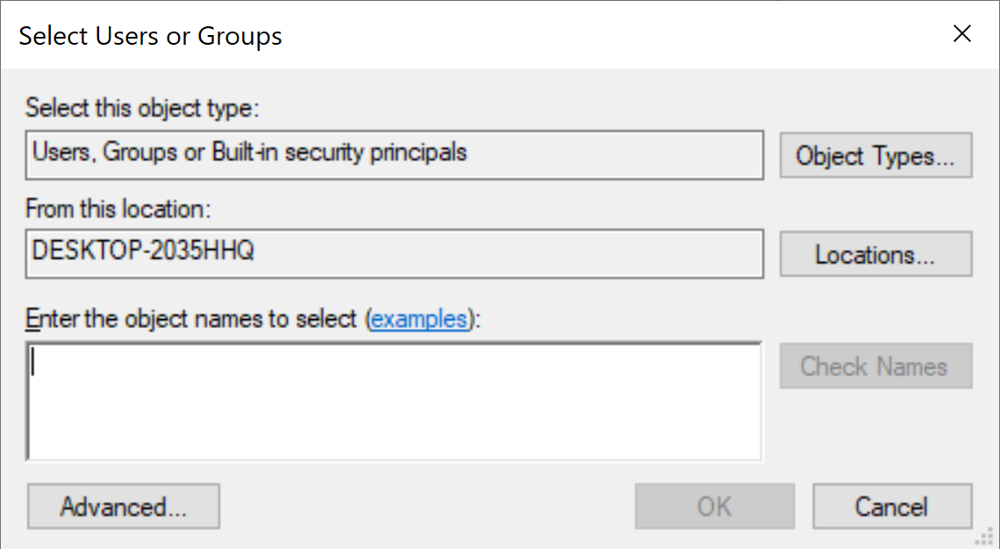 Select Users or Groups
Select this object type:
Users, Groups or Built-in security principals
Object Types...
From this location:
DESKTOP-2035HHQ
Locations...
Enter the object names to select (examples):
Check Names
Advanced...
OK
Cancel